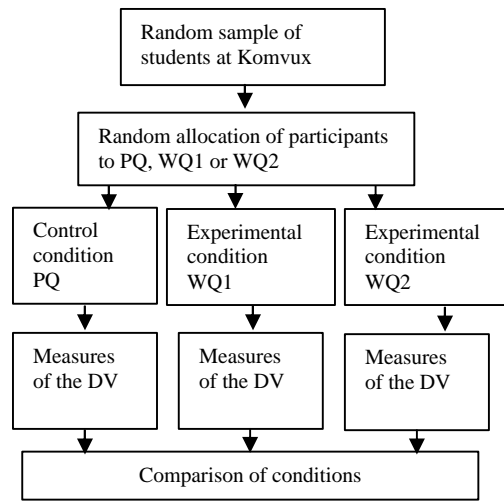 Random sample of
students at Komvux
Random allocation of participants
to PQ, WQ1 or WQ2
Control
condition
PQ
Experimental
condition
WQ1
Experimental
condition
WQ2
Measures
of the DV
Measures
of the DV
Measures
of the DV
Comparison of conditions